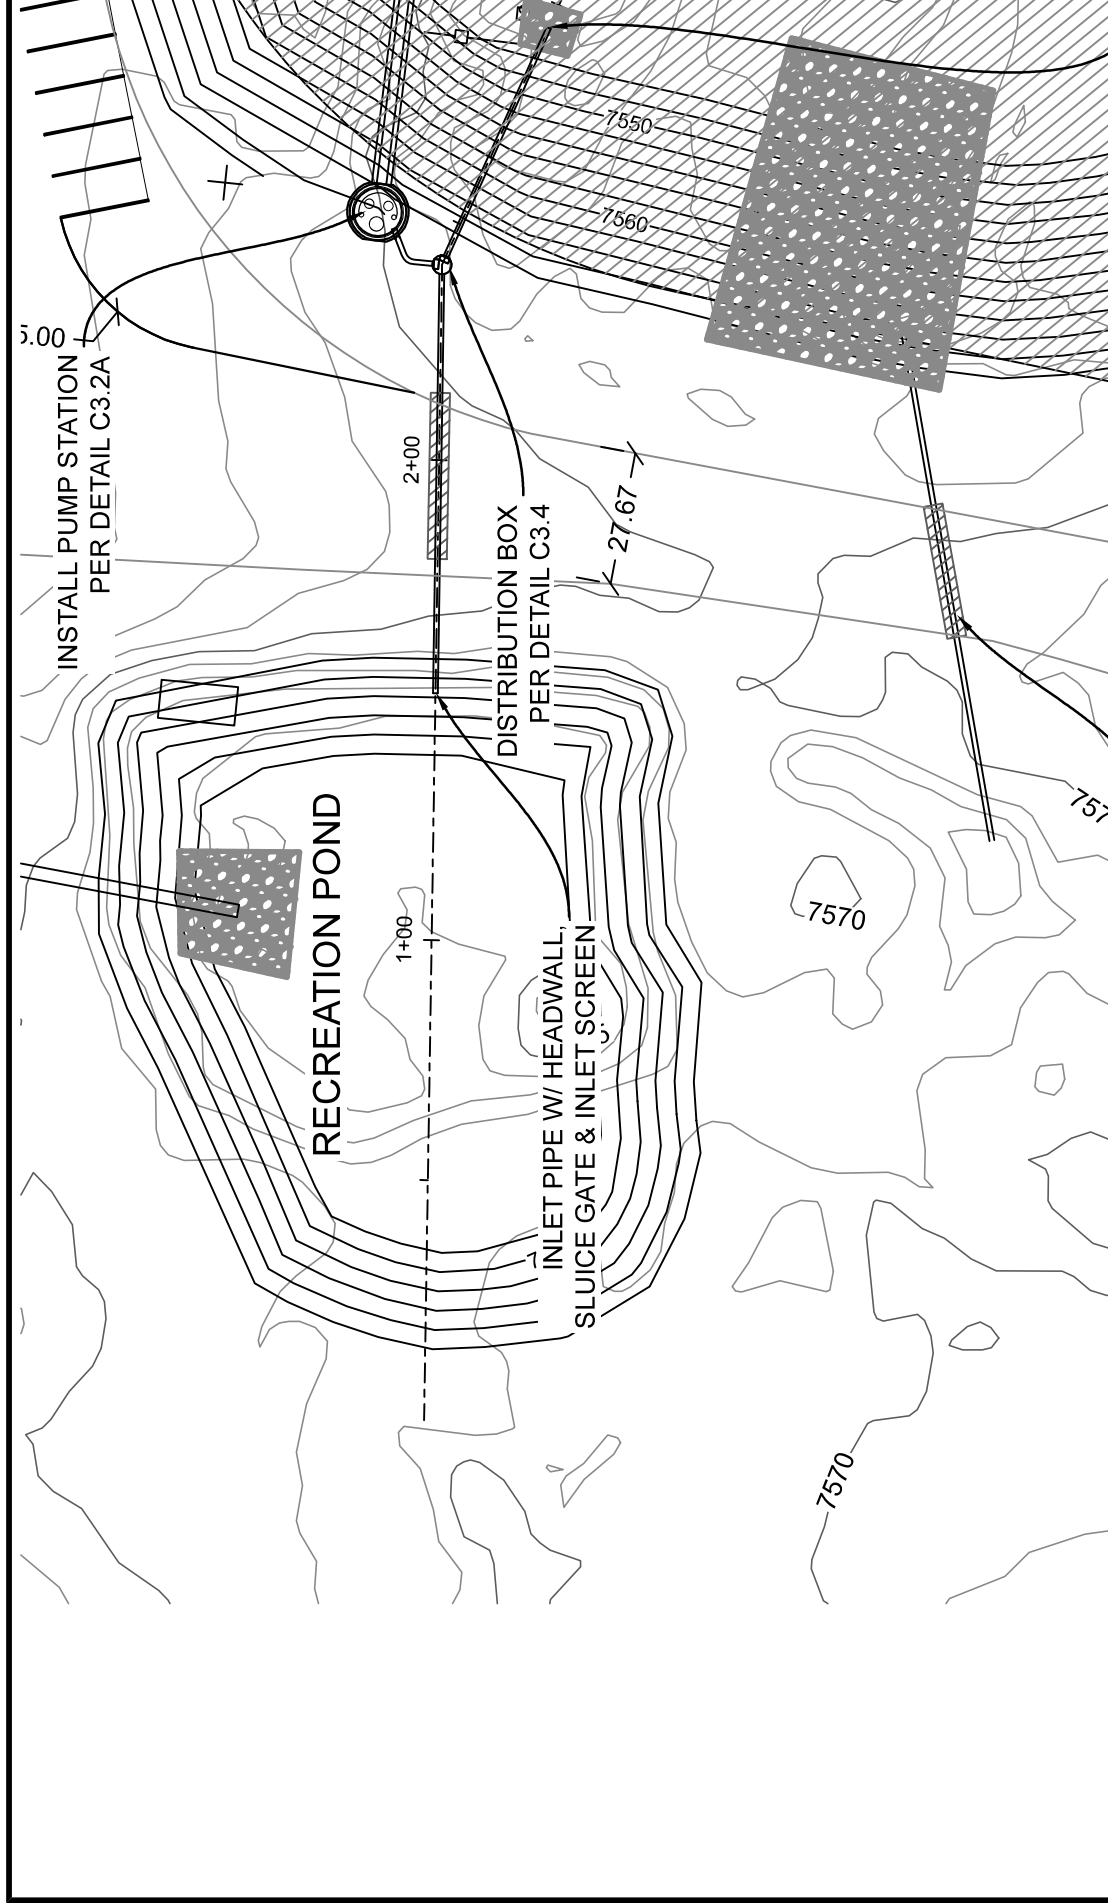 7550
7560
5.00
INSTALL PUMP STATION
PER DETAIL C3.2A
2+00
27.67
DISTRIBUTION BOX
PER DETAIL C3.4
RECREATION POND
7570
1+00
INLET PIPE W/ HEADWALL,
SLUICE GATE & INLET SCREEN
7570